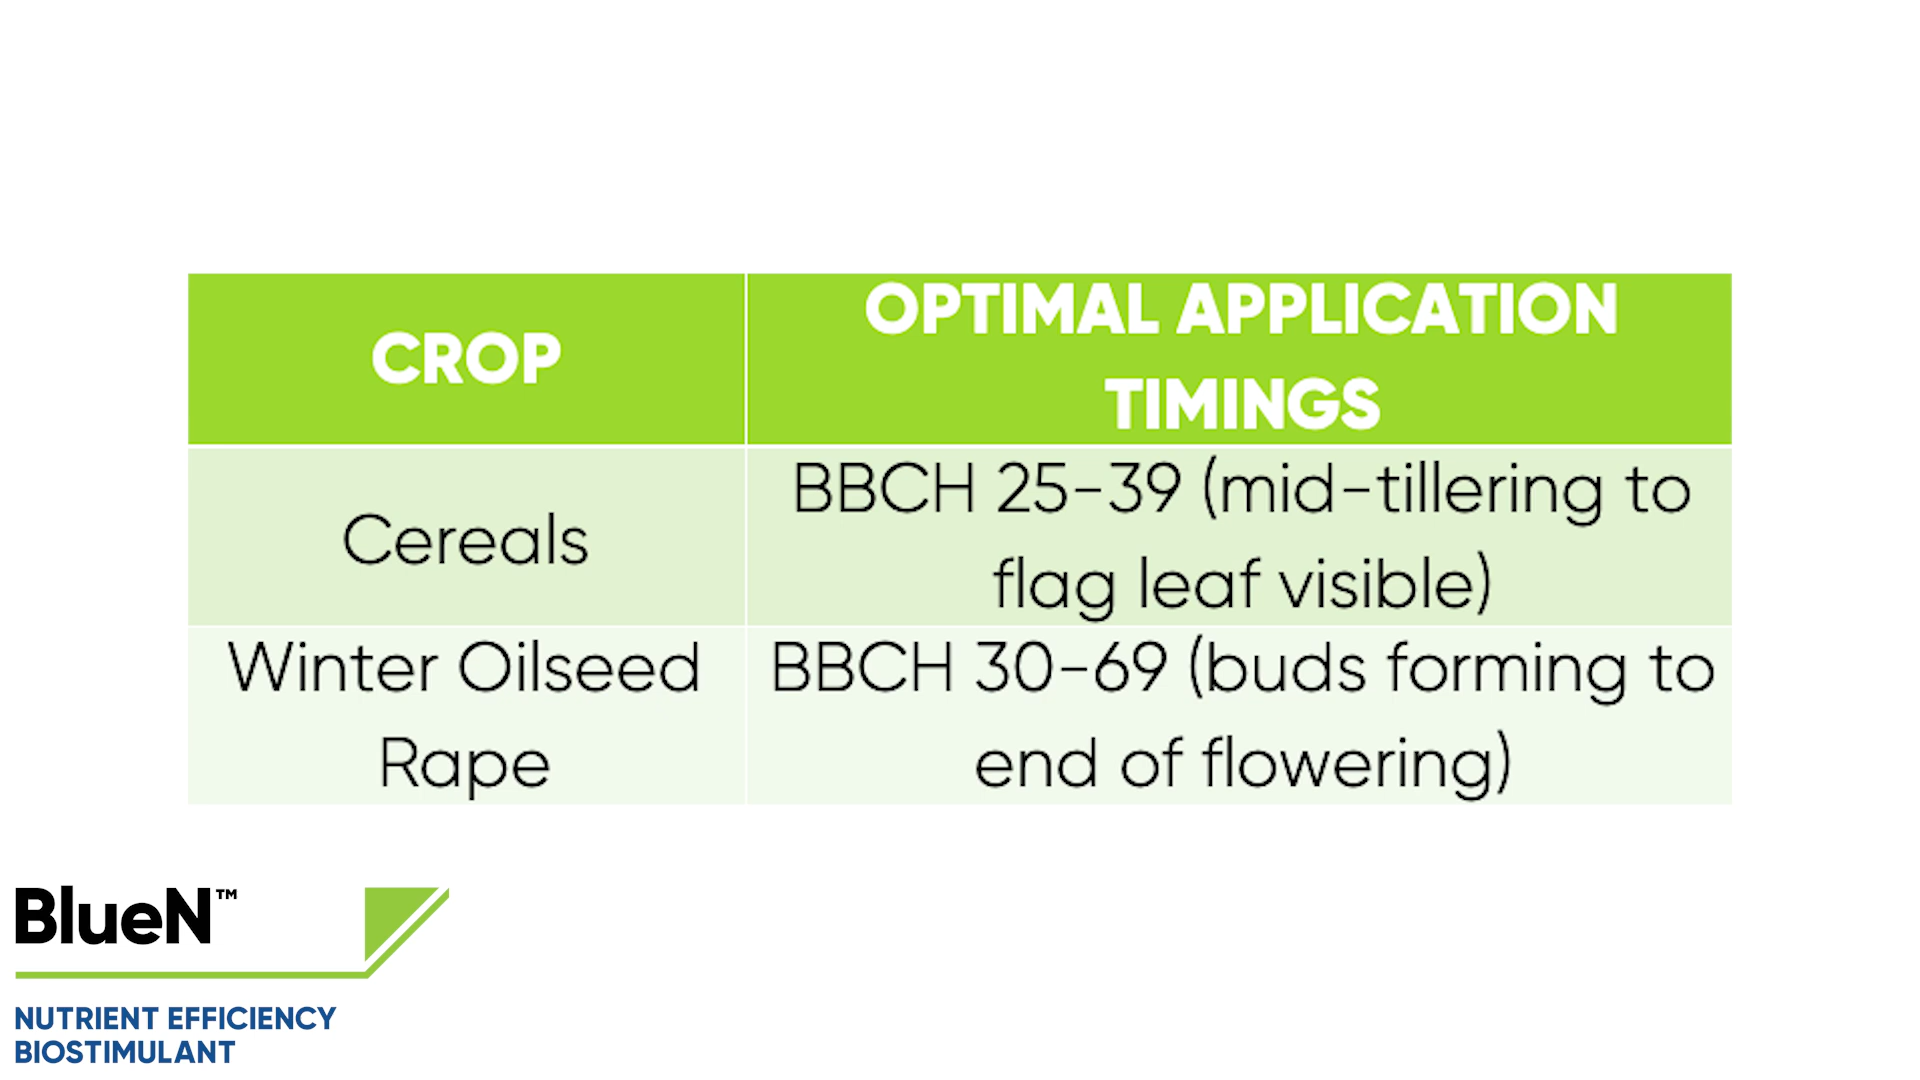 CROP
OPTIMAL APPLICATION
TIMINGS
Cereals
BBCH 25-39 (mid-tillering to
flag leaf visible)
Winter Oilseed
Rape
BBCH 30-69 (buds forming to
end of flowering)
BlueN™
NUTRIENT EFFICIENCY
BIOSTIMULANT